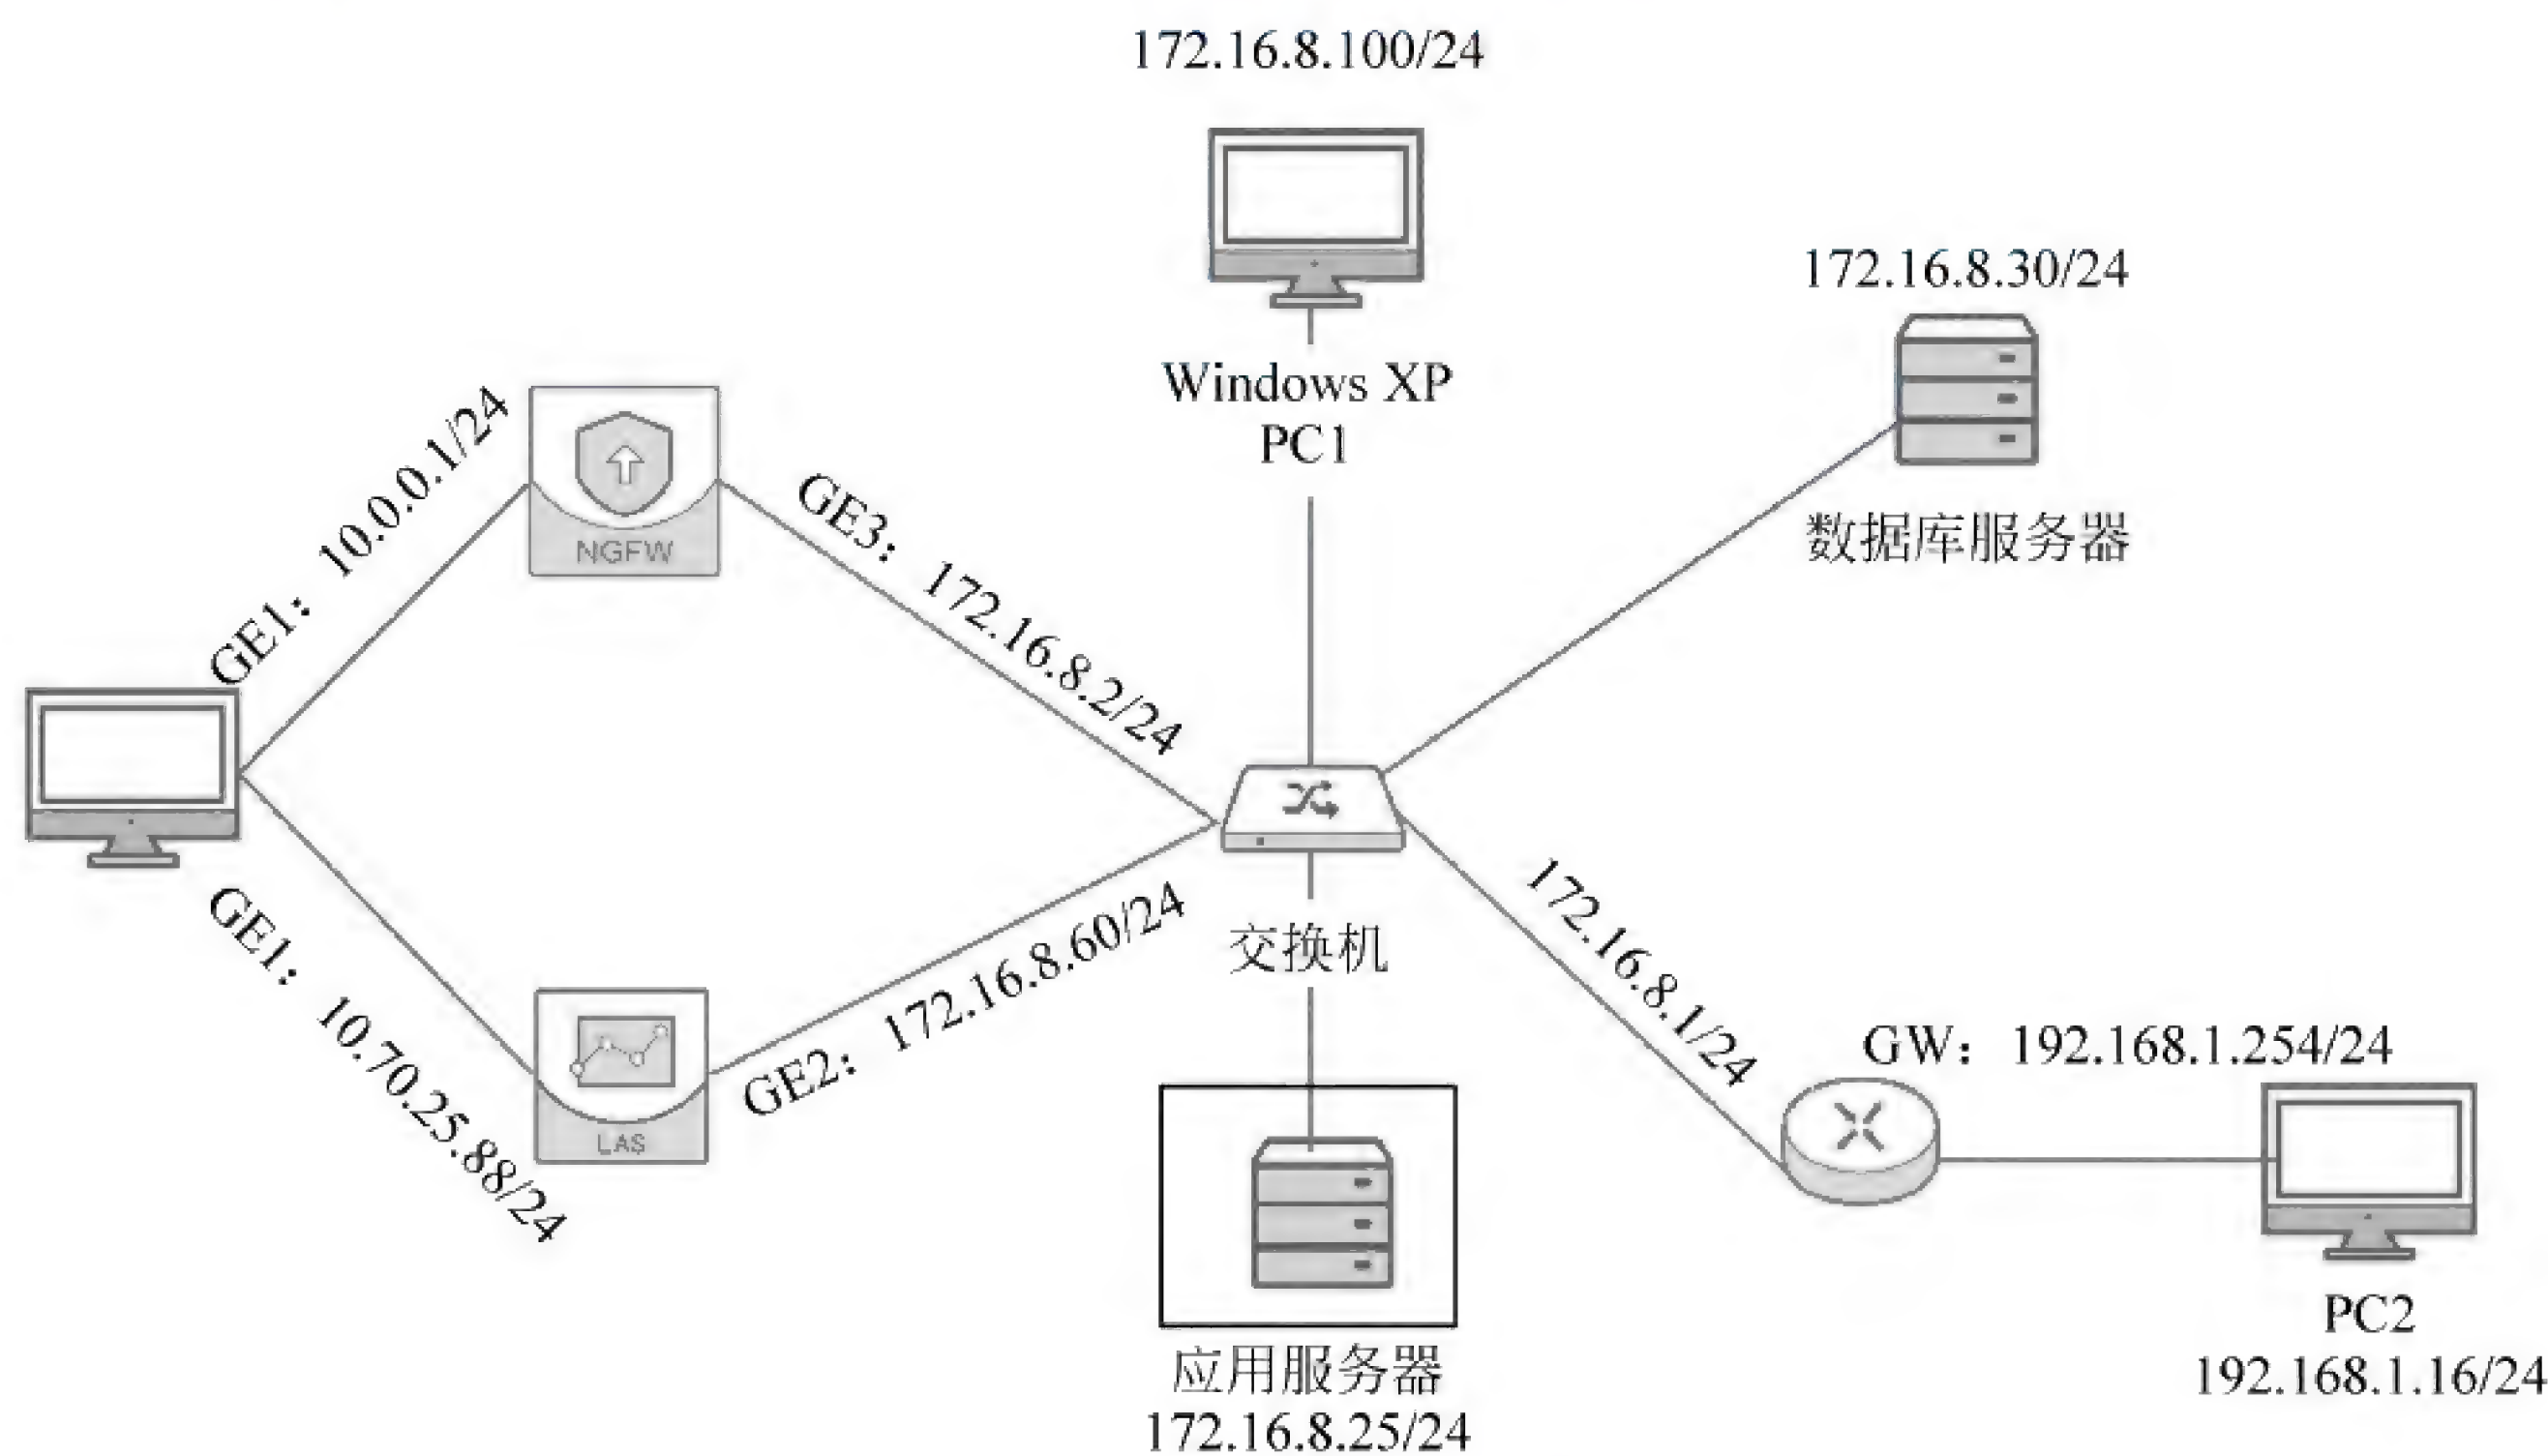 172.16.8.100/24
Windows XP
PC1
172.16.8.30/24
数据库服务器
GE1：10.0.0.1/24
NGFW
GE3：172.16.8.2/24
GE1：10.70.25.88/24
LAS
GE2：172.16.8.60/24
交换机
172.16.8.1/24
GW：192.168.1.254/24
PC2
192.168.1.16/24
应用服务器
172.16.8.25/24